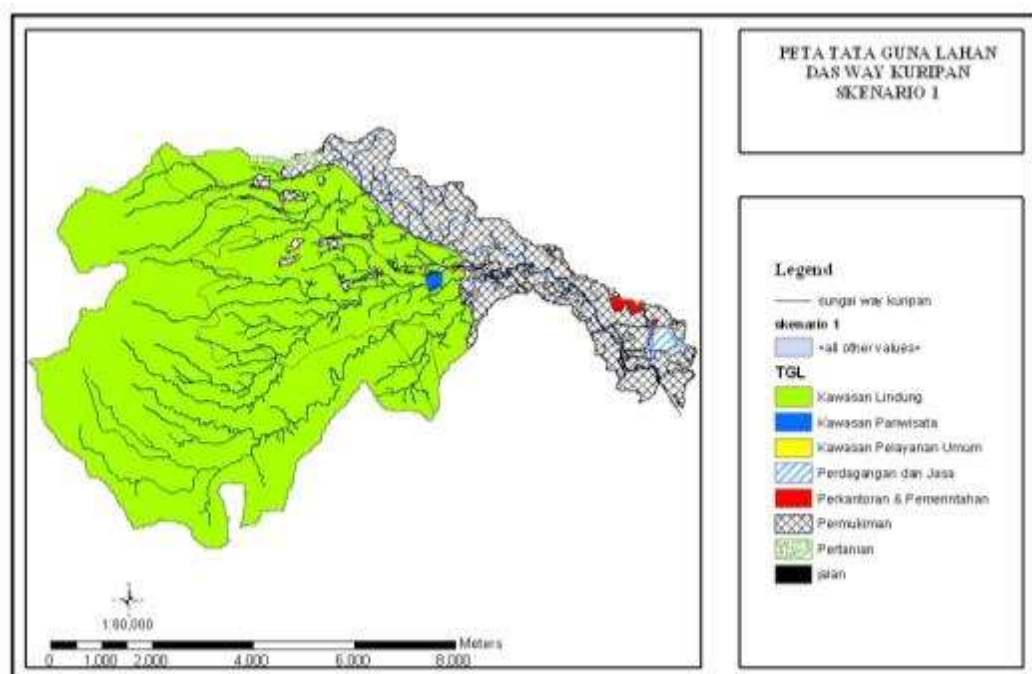 PETA TATA GUNA LAHAN
DAS WAY KURIPAN
SKENARIO 1
Legend
sungai way kuripan
skenario 1
<all other values>
TGL
Kawasan Lindung
Kawasan Pariwisata
Kawasan Pelayanan Umum
Perdagangan dan Jasa
Perkantoran & Pemerintahan
Permukiman
Pertanian
jalan
1:80,000
Meters
0 1,000 2,000 4,000 6,000 8,000